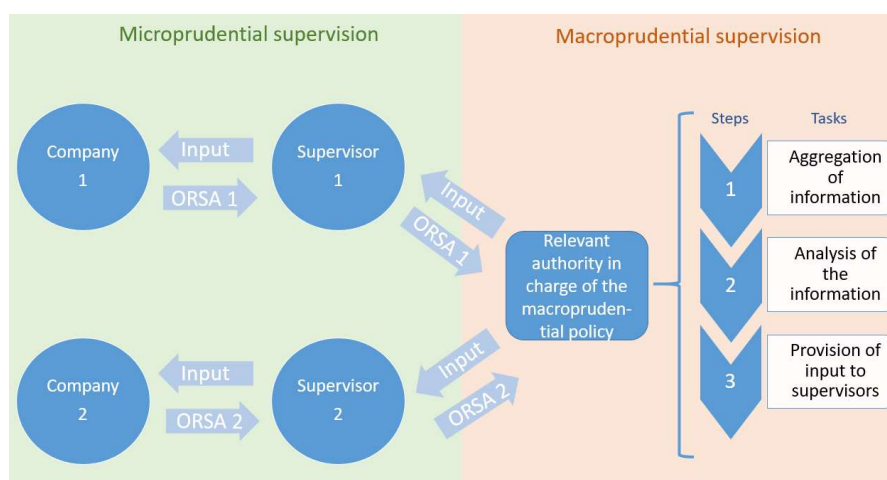 Microprudential supervision
Macroprudential supervision
Company
1
Input
ORSA 1
Supervisor
1
Input
ORSA 1
Company
2
Input
ORSA 2
Supervisor
2
Input
ORSA 2
Relevant
authority in
charge of the
macropruden-
tial policy
Steps
Tasks
1
Aggregation
of
information
2
Analysis of
the
information
3
Provision of
input to
supervisors